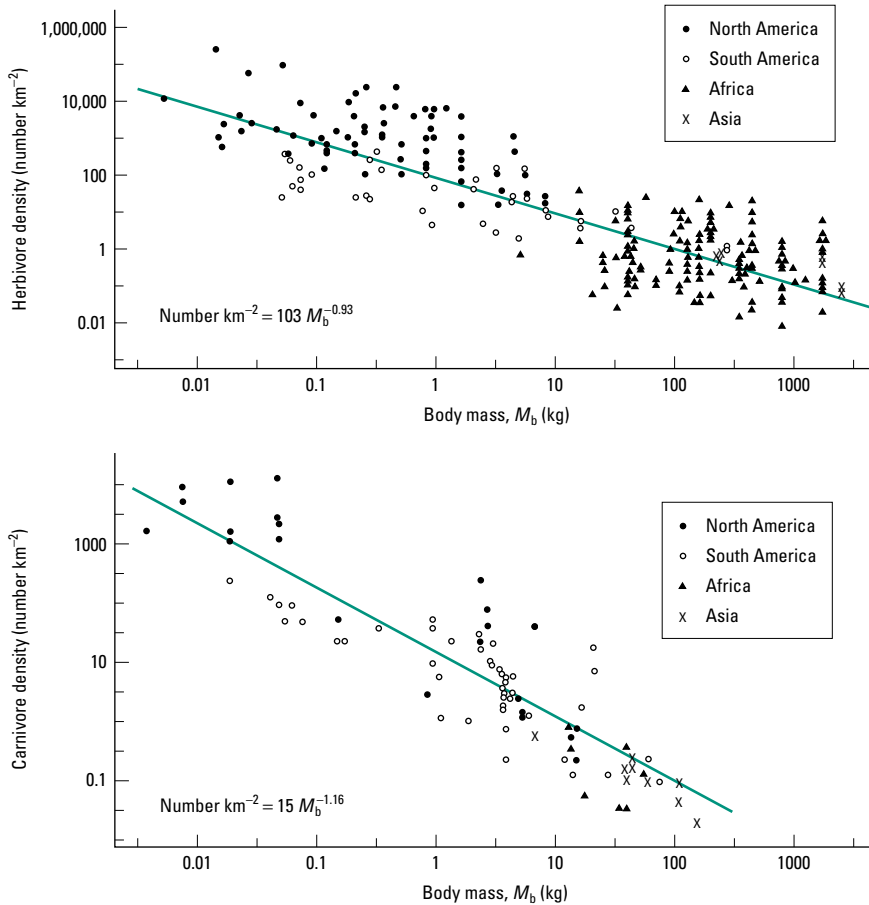 1,000,000
10,000
100
1
0.01
Herbivore density (number km⁻²)
North America
South America
Africa
Asia
Number km⁻² = 103 M_b^−0.93
0.01 0.1 1 10 100 1000
Body mass, M_b (kg)
1000
10
0.1
Carnivore density (number km⁻²)
North America
South America
Africa
Asia
Number km⁻² = 15 M_b^−1.16
0.01 0.1 1 10 100 1000
Body mass, M_b (kg)